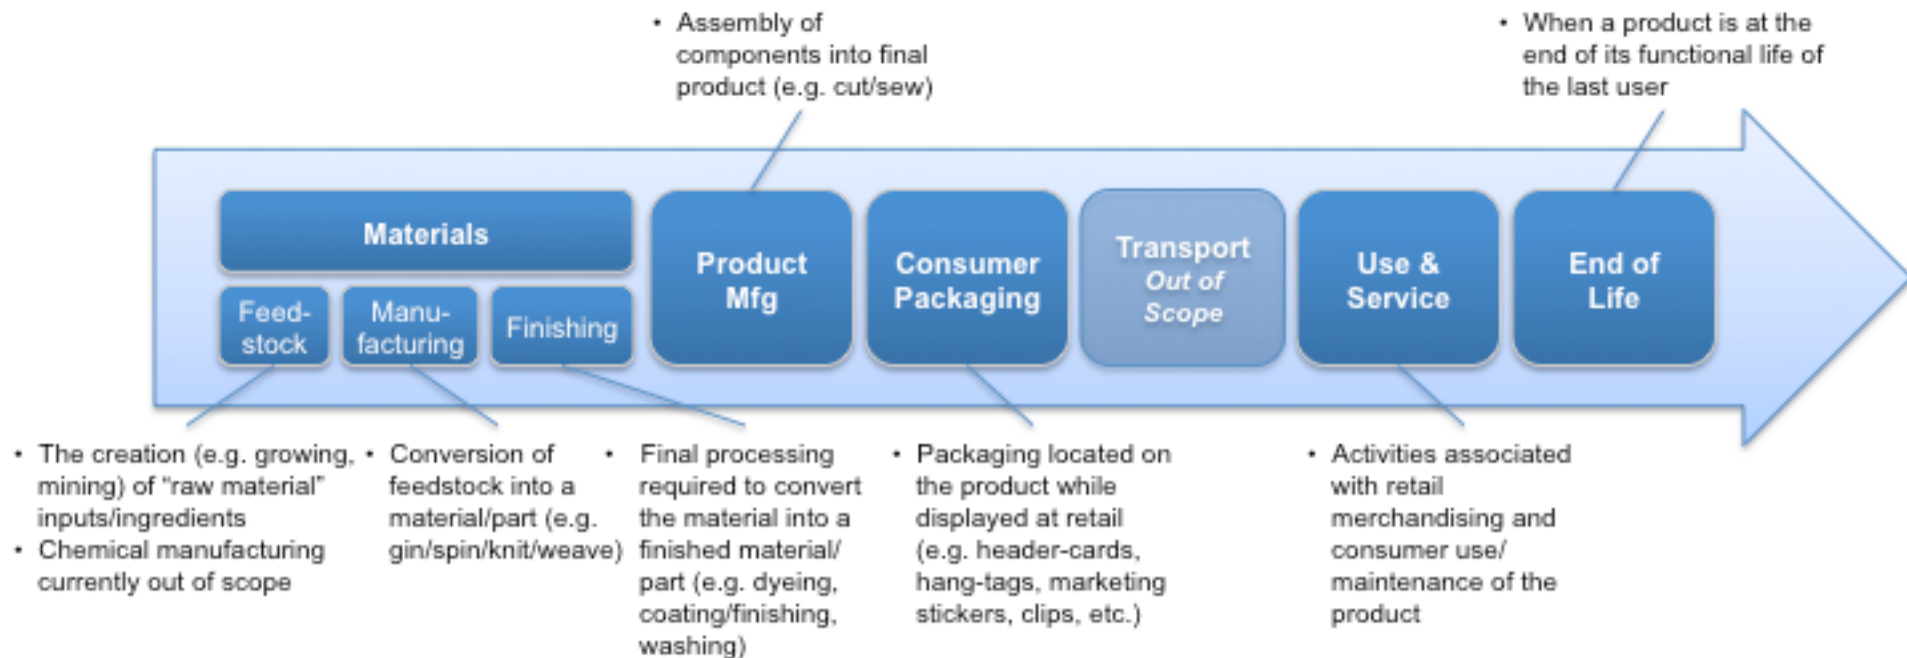 • Assembly of
components into final
product (e.g. cut/sew)
• When a product is at the
end of its functional life of
the last user
Materials
Feed-
stock
Manu-
facturing
Finishing
Product
Mfg
Consumer
Packaging
Transport
Out of
Scope
Use &
Service
End of
Life
• The creation (e.g. growing,
mining) of “raw material”
inputs/ingredients
• Chemical manufacturing
currently out of scope
• Conversion of
feedstock into a
material/part (e.g.
gin/spin/knit/weave)
• Final processing
required to convert
the material into a
finished material/
part (e.g. dyeing,
coating/finishing,
washing)
• Packaging located on
the product while
displayed at retail
(e.g. header-cards,
hang-tags, marketing
stickers, clips, etc.)
• Activities associated
with retail
merchandising and
consumer use/
maintenance of the
product